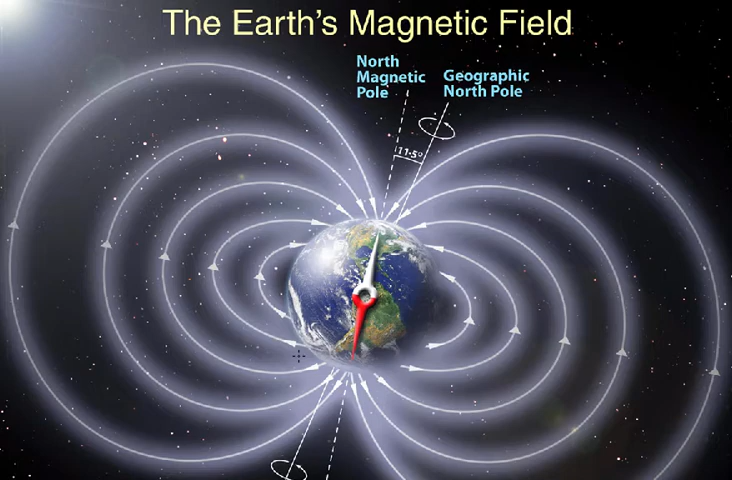 The Earth's Magnetic Field
North
Magnetic
Pole
Geographic
North Pole
11.5°